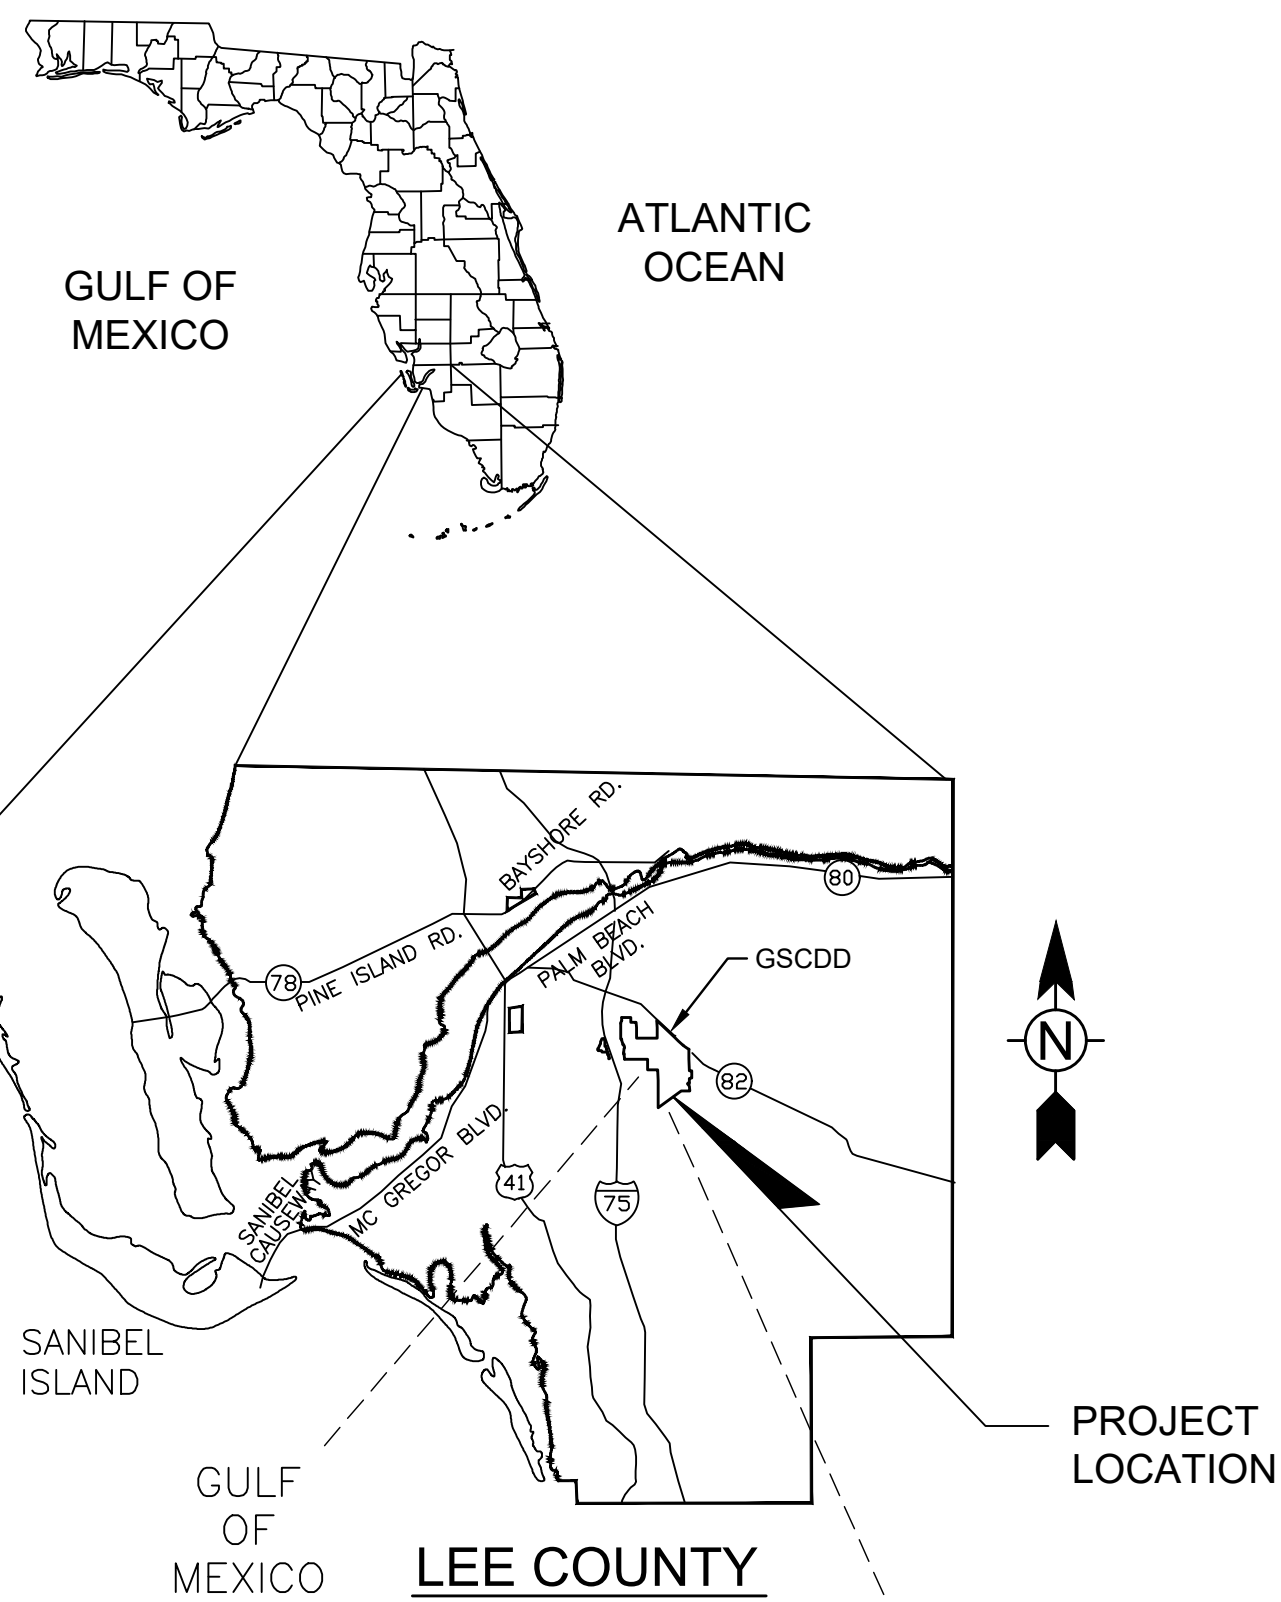 ATLANTIC
OCEAN
GULF OF
MEXICO
BAYSHORE RD.
80
PALM BEACH
BLVD.
PINE ISLAND RD.
78
GSCDD
N
82
MC GREGOR BLVD.
41
75
SANIBEL
CAUSEWAY
SANIBEL
ISLAND
PROJECT
LOCATION
GULF
OF
MEXICO
LEE COUNTY